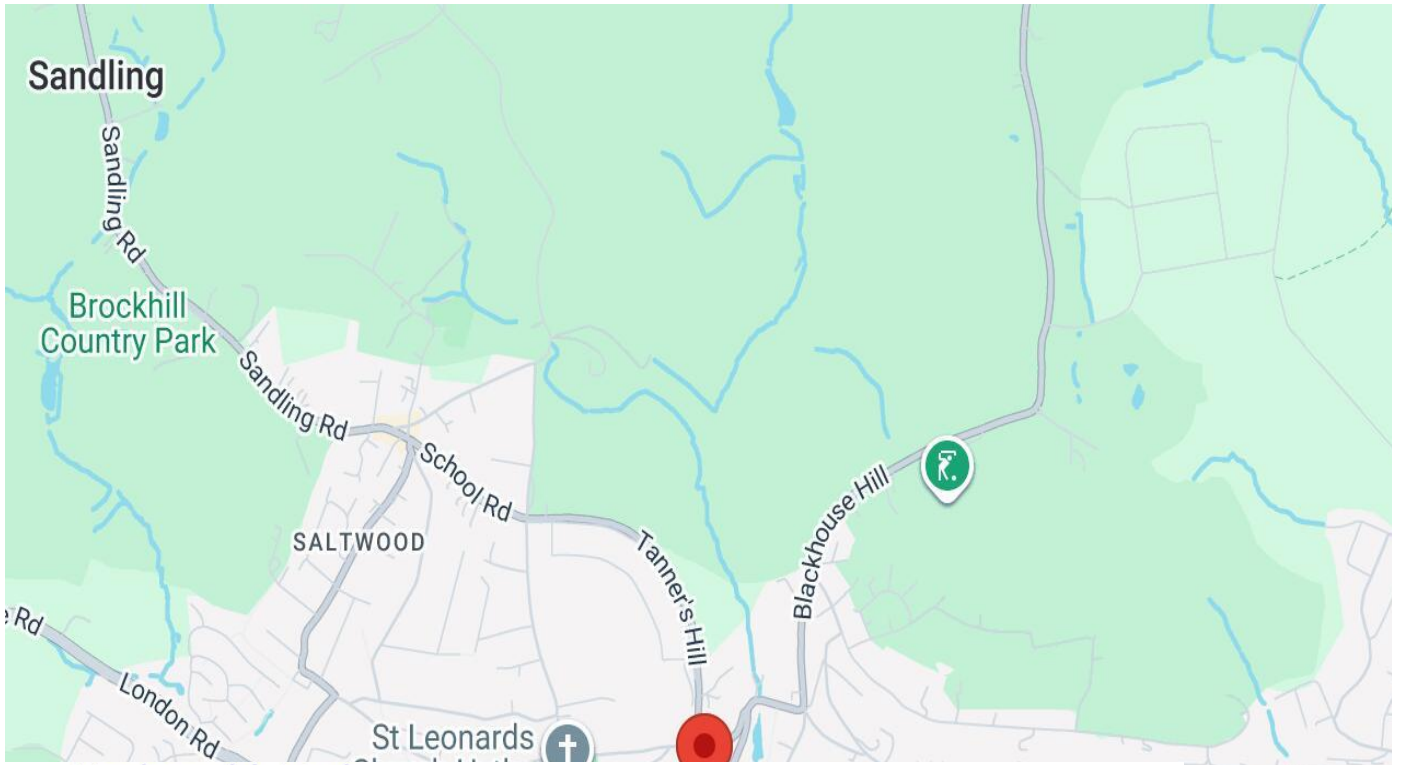 Sandling
Sandling Rd
Brockhill
Country Park
Sandling Rd
School Rd
SALTWOOD
Tanner's Hill
Blackhouse Hill
Rd
London Rd
St Leonards